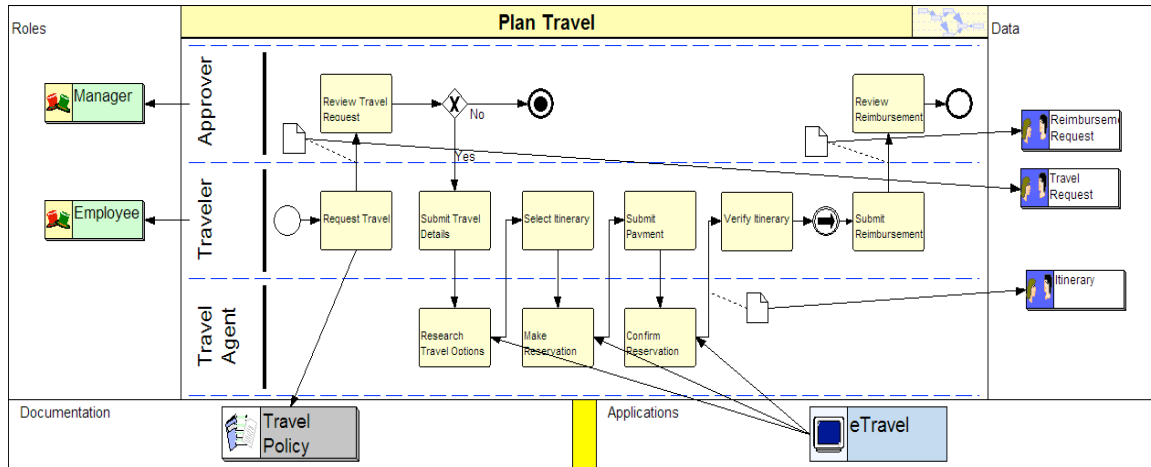 Roles
Plan Travel
Data
Approver
Traveler
Travel
Agent
Manager
Employee
Review Travel
Request
No
Yes
Review
Reimbursement
Request Travel
Submit Travel
Details
Select Itinerary
Submit
Payment
Verify Itinerary
Submit
Reimbursement
Research
Travel Options
Make
Reservation
Confirm
Reservation
Reimburseme
Request
Travel
Request
Itinerary
Documentation
Travel
Policy
Applications
eTravel